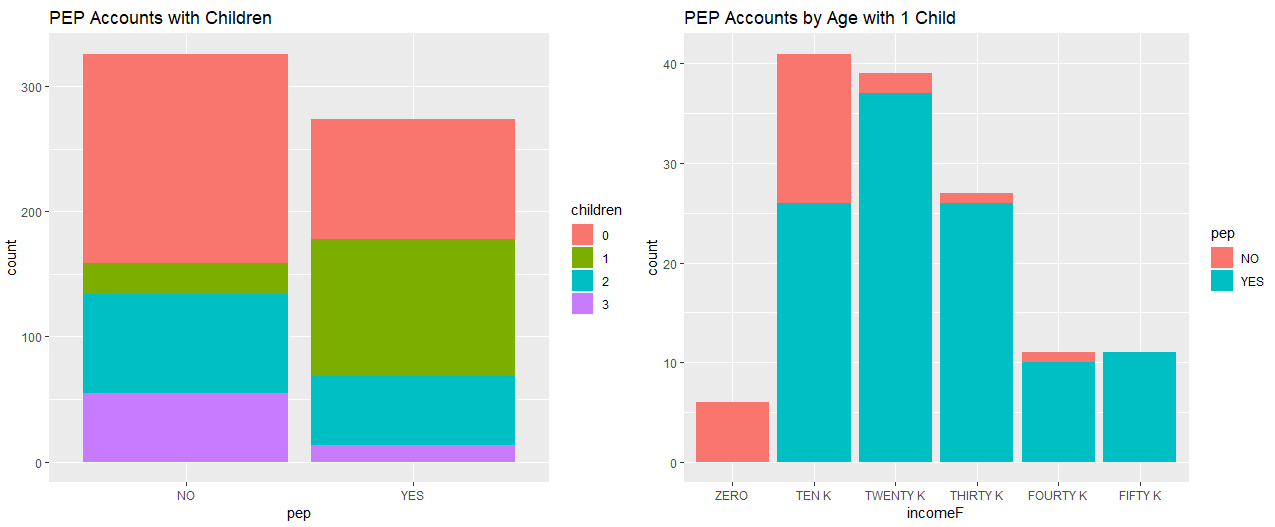 PEP Accounts with Children
count
300
200
100
0
NO
YES
pep
children
0
1
2
3
PEP Accounts by Age with 1 Child
count
40
30
20
10
0
ZERO
TEN K
TWENTY K
THIRTY K
FOURTY K
FIFTY K
incomeF
pep
NO
YES